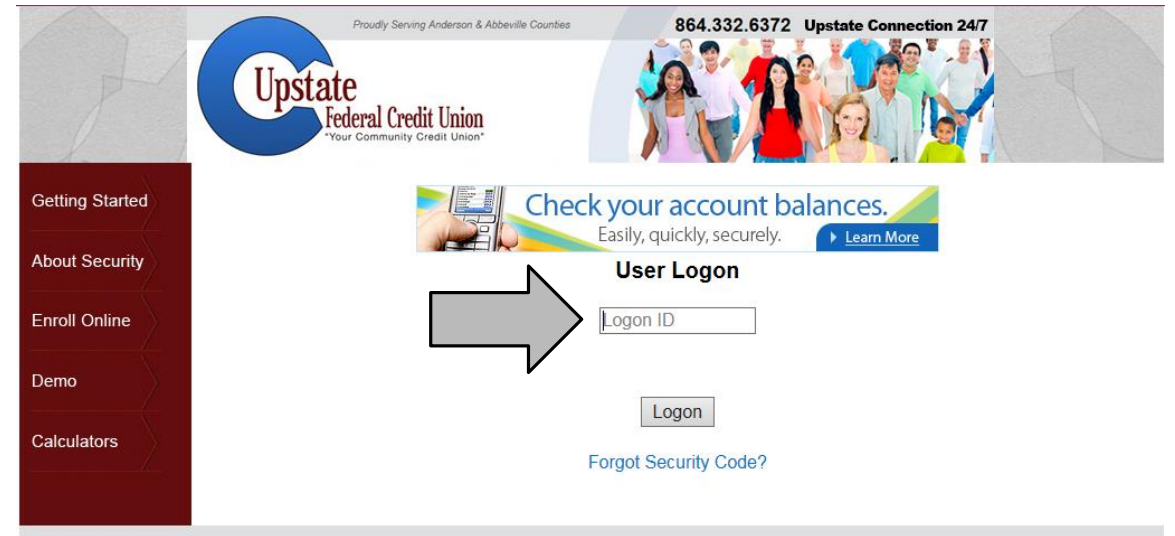 Proudly Serving Anderson & Abbeville Counties
864.332.6372 Upstate Connection 24/7
Upstate
Federal Credit Union
"Your Community Credit Union"
Getting Started
About Security
Enroll Online
Demo
Calculators
Check your account balances.
Easily, quickly, securely.
Learn More
User Logon
Logon ID
Logon
Forgot Security Code?